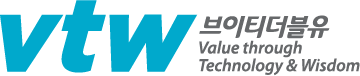 vtw
브이티더블유
Value through
Technology & Wisdom